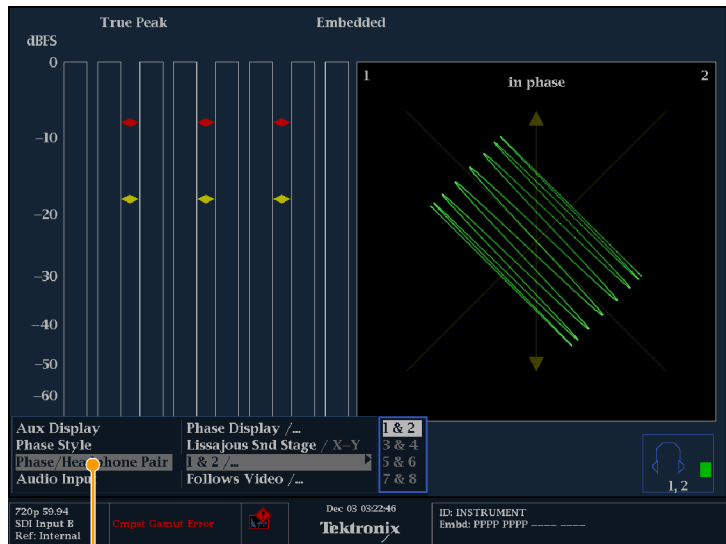 True Peak Embedded
dBFS
0
−10
−20
−30
−40
−50
−60
1 in phase 2
Aux Display Phase Display /... 1 & 2
Phase Style Lissajous Snd Stage / X–Y 3 & 4
Phase/Headphone Pair 1 & 2 /... 5 & 6
Audio Input Follows Video /... 7 & 8
1, 2
720p 59.94
SDI Input B
Ref: Internal
Cmpst Gamut Error
Dec 03 03:22:46
Tektronix
ID: INSTRUMENT
Embd: PPPP PPPP ---- ----